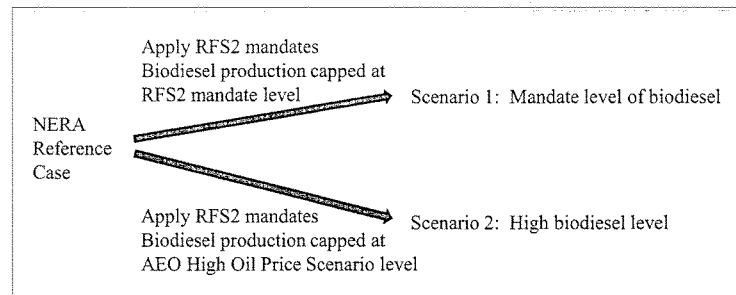 Apply RFS2 mandates
Biodiesel production capped at
RFS2 mandate level
Scenario 1: Mandate level of biodiesel
NERA
Reference
Case
Apply RFS2 mandates
Biodiesel production capped at
AEO High Oil Price Scenario level
Scenario 2: High biodiesel level